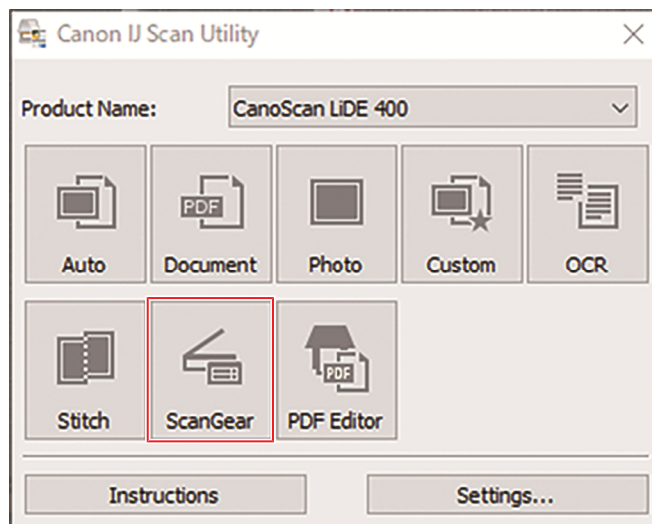 Canon IJ Scan Utility
Product Name: CanoScan LiDE 400
PDF
Auto Document Photo Custom OCR
PDF
Stitch ScanGear PDF Editor
Instructions Settings...